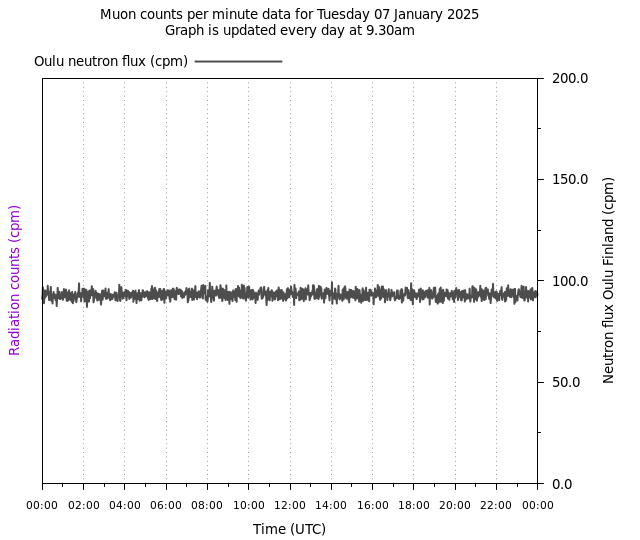 Muon counts per minute data for Tuesday 07 January 2025
Graph is updated every day at 9.30am
Oulu neutron flux (cpm)
200.0
150.0
100.0
50.0
0.0
Radiation counts (cpm)
Neutron flux Oulu Finland (cpm)
00:00 02:00 04:00 06:00 08:00 10:00 12:00 14:00 16:00 18:00 20:00 22:00 00:00
Time (UTC)